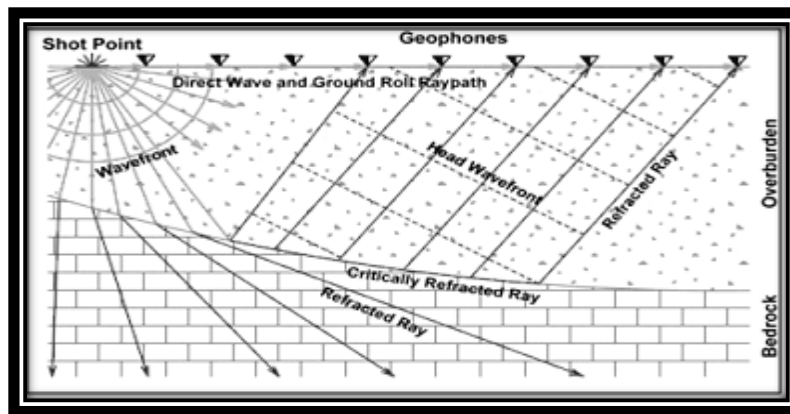 Shot Point
Geophones
Direct Wave and Ground Roll Raypath
Wavefront
Head Wavefront
Refracted Ray
Overburden
Critically Refracted Ray
Refracted Ray
Bedrock